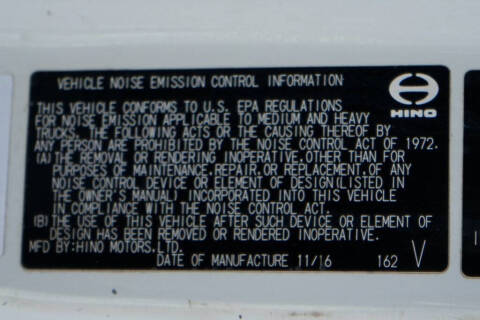 VEHICLE NOISE EMISSION CONTROL INFORMATION
HINO
THIS VEHICLE CONFORMS TO U.S. EPA REGULATIONS
FOR NOISE EMISSION APPLICABLE TO MEDIUM AND HEAVY
TRUCKS. THE FOLLOWING ACTS OR THE CAUSING THEREOF BY
ANY PERSON ARE PROHIBITED BY THE NOISE CONTROL ACT OF 1972.
(A) THE REMOVAL OR RENDERING INOPERATIVE, OTHER THAN FOR
PURPOSES OF MAINTENANCE, REPAIR, OR REPLACEMENT, OF ANY
NOISE CONTROL DEVICE OR ELEMENT OF DESIGN (LISTED IN
THE OWNER'S MANUAL) INCORPORATED INTO THIS VEHICLE
IN COMPLIANCE WITH THE NOISE CONTROL ACT.
(B) THE USE OF THIS VEHICLE AFTER SUCH DEVICE OR ELEMENT OF
DESIGN HAS BEEN REMOVED OR RENDERED INOPERATIVE.
MFD BY: HINO MOTORS, LTD.
DATE OF MANUFACTURE 11/16 162 V